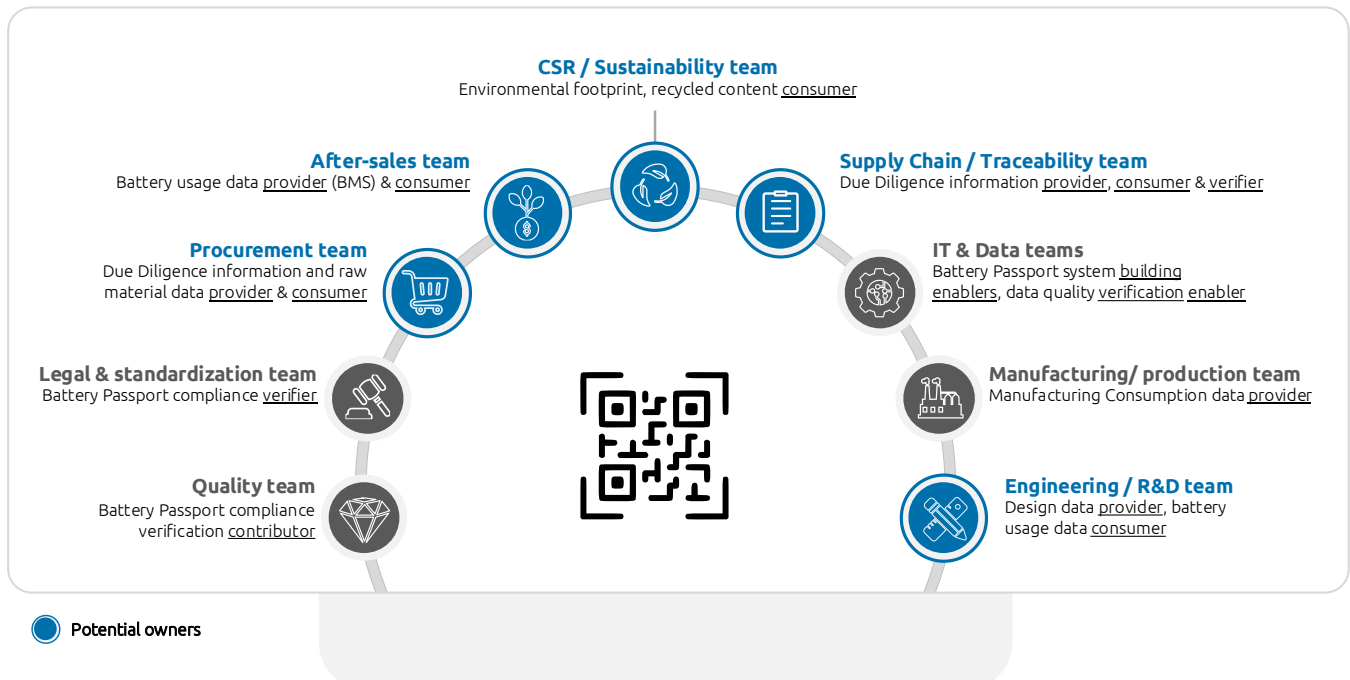 CSR / Sustainability team
Environmental footprint, recycled content consumer
After-sales team
Battery usage data provider (BMS) & consumer
Supply Chain / Traceability team
Due Diligence information provider, consumer & verifier
Procurement team
Due Diligence information and raw
material data provider & consumer
IT & Data teams
Battery Passport system building
enablers, data quality verification enabler
Legal & standardization team
Battery Passport compliance verifier
Manufacturing/ production team
Manufacturing Consumption data provider
Quality team
Battery Passport compliance
verification contributor
Engineering / R&D team
Design data provider, battery
usage data consumer
Potential owners